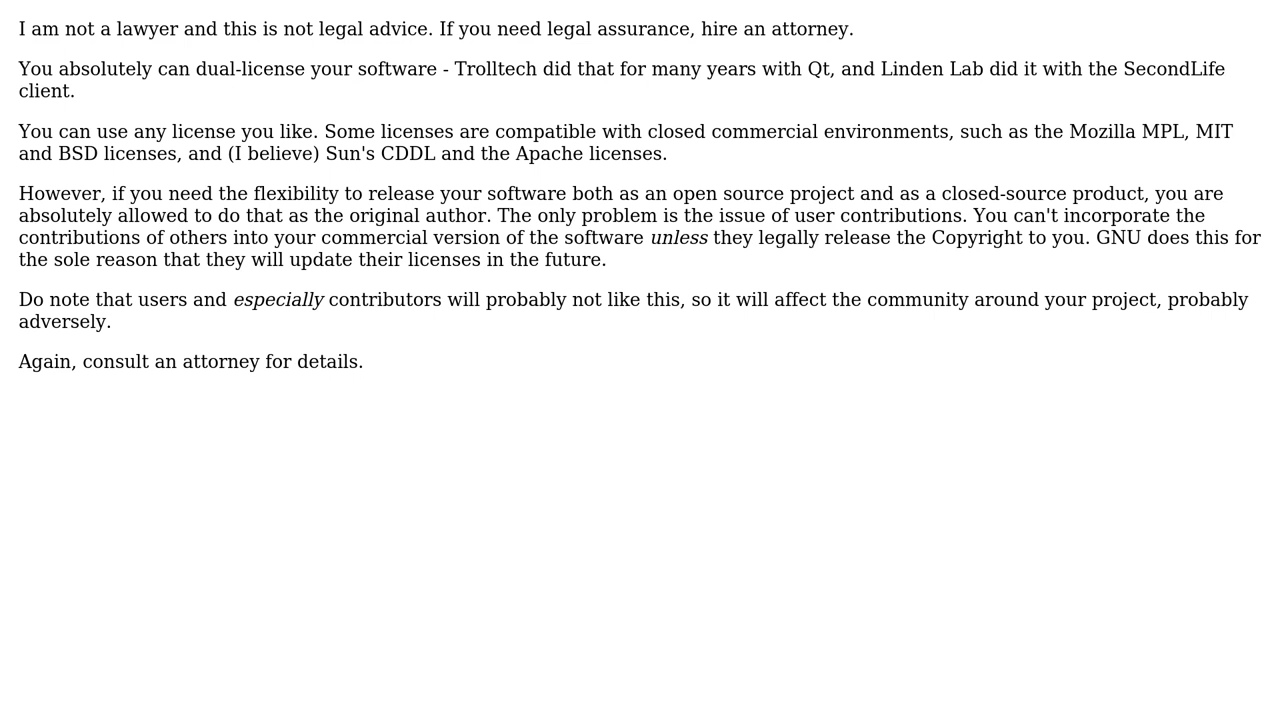 I am not a lawyer and this is not legal advice. If you need legal assurance, hire an attorney.
You absolutely can dual-license your software - Trolltech did that for many years with Qt, and Linden Lab did it with the SecondLife
client.
You can use any license you like. Some licenses are compatible with closed commercial environments, such as the Mozilla MPL, MIT
and BSD licenses, and (I believe) Sun's CDDL and the Apache licenses.
However, if you need the flexibility to release your software both as an open source project and as a closed-source product, you are
absolutely allowed to do that as the original author. The only problem is the issue of user contributions. You can't incorporate the
contributions of others into your commercial version of the software unless they legally release the Copyright to you. GNU does this for
the sole reason that they will update their licenses in the future.
Do note that users and especially contributors will probably not like this, so it will affect the community around your project, probably
adversely.
Again, consult an attorney for details.